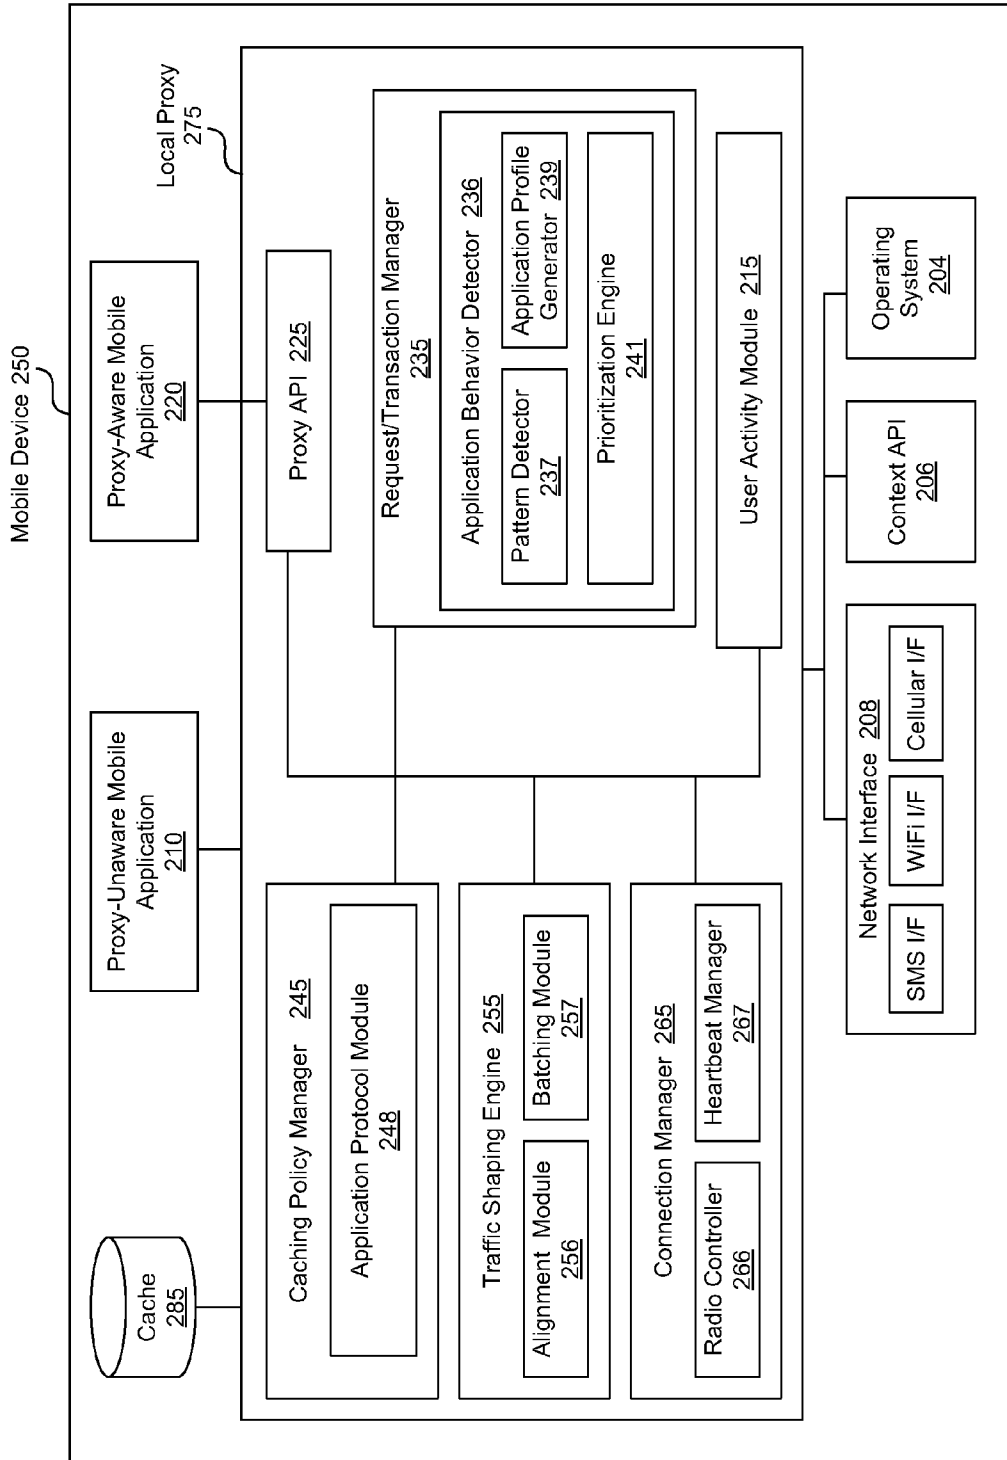 Mobile Device 250
Local Proxy
275
Cache
285
Proxy-Unaware Mobile
Application
210
Proxy-Aware Mobile
Application
220
Caching Policy Manager 245
Application Protocol Module
248
Traffic Shaping Engine 255
Alignment Module
256
Batching Module
257
Connection Manager 265
Radio Controller
266
Heartbeat Manager
267
Proxy API 225
Request/Transaction Manager
235
Application Behavior Detector 236
Pattern Detector
237
Application Profile
Generator 239
Prioritization Engine
241
User Activity Module 215
Network Interface 208
SMS I/F
WiFi I/F
Cellular I/F
Context API
206
Operating
System
204